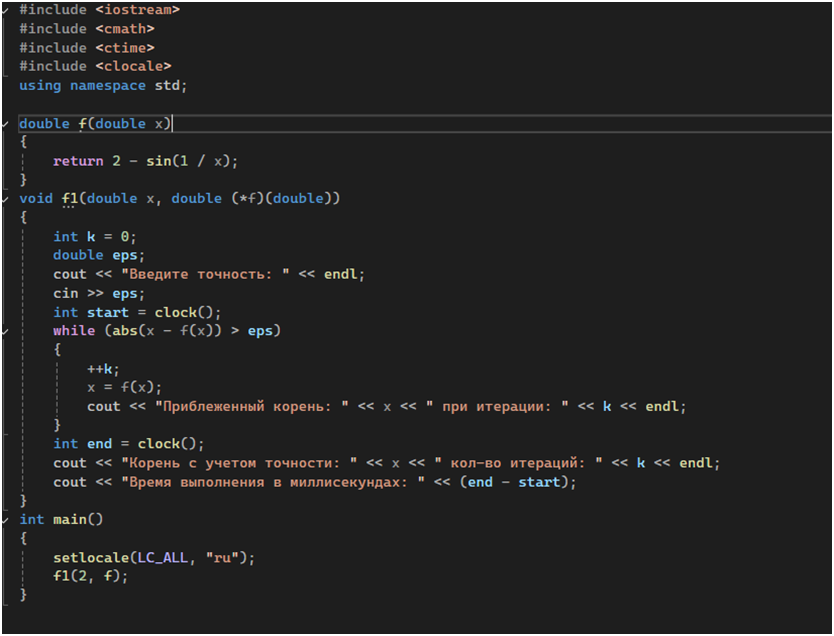 #include <iostream>
#include <cmath>
#include <ctime>
#include <clocale>
using namespace std;

double f(double x)
{
    return 2 - sin(1 / x);
}
void f1(double x, double (*f)(double))
{
    int k = 0;
    double eps;
    cout << "Введите точность: " << endl;
    cin >> eps;
    int start = clock();
    while (abs(x - f(x)) > eps)
    {
        ++k;
        x = f(x);
        cout << "Приблеженный корень: " << x << " при итерации: " << k << endl;
    }
    int end = clock();
    cout << "Корень с учетом точности: " << x << " кол-во итераций: " << k << endl;
    cout << "Время выполнения в миллисекундах: " << (end - start);
}
int main()
{
    setlocale(LC_ALL, "ru");
    f1(2, f);
}